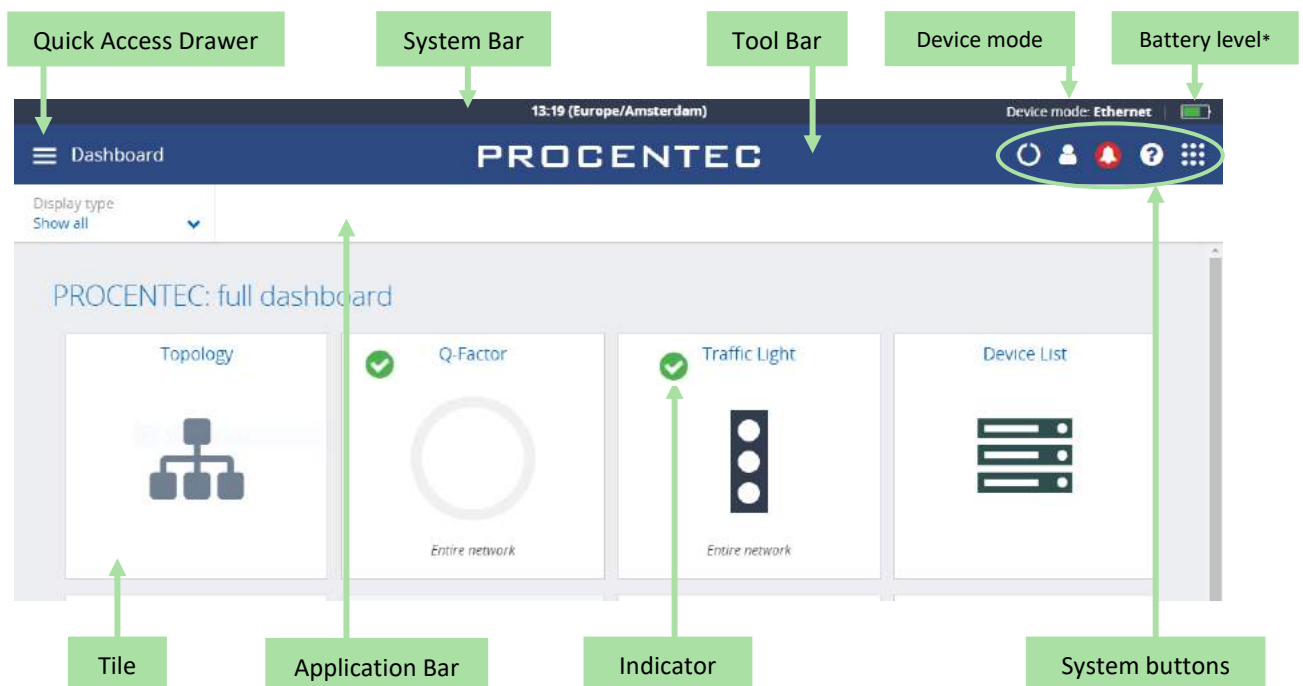 Quick Access Drawer
System Bar
Tool Bar
Device mode
Battery level*
13:19 (Europe/Amsterdam)
Device mode: Ethernet
Dashboard
PROCENTEC
Display type
Show all
PROCENTEC: full dashboard
Topology
Q-Factor
Traffic Light
Device List
Entire network
Entire network
Tile
Application Bar
Indicator
System buttons